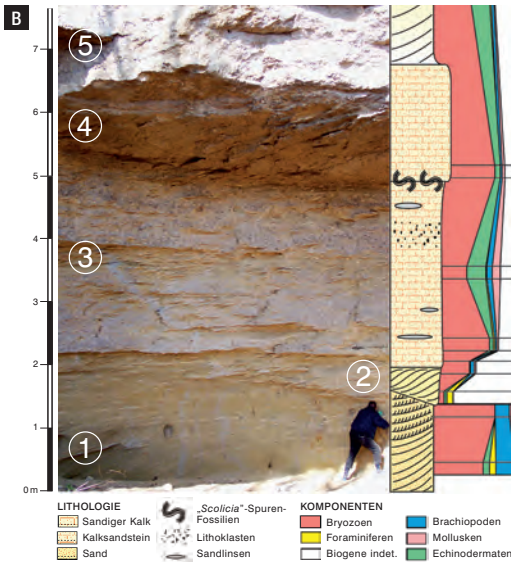 B
7
6
5
4
3
2
1
0 m
5
4
3
2
1
LITHOLOGIE
Sandiger Kalk
Kalksandstein
Sand
„Scolicia“-Spuren-
Fossilien
Lithoklasten
Sandlinsen
KOMPONENTEN
Bryozoen
Foraminiferen
Biogene indet.
Brachiopoden
Mollusken
Echinodermaten